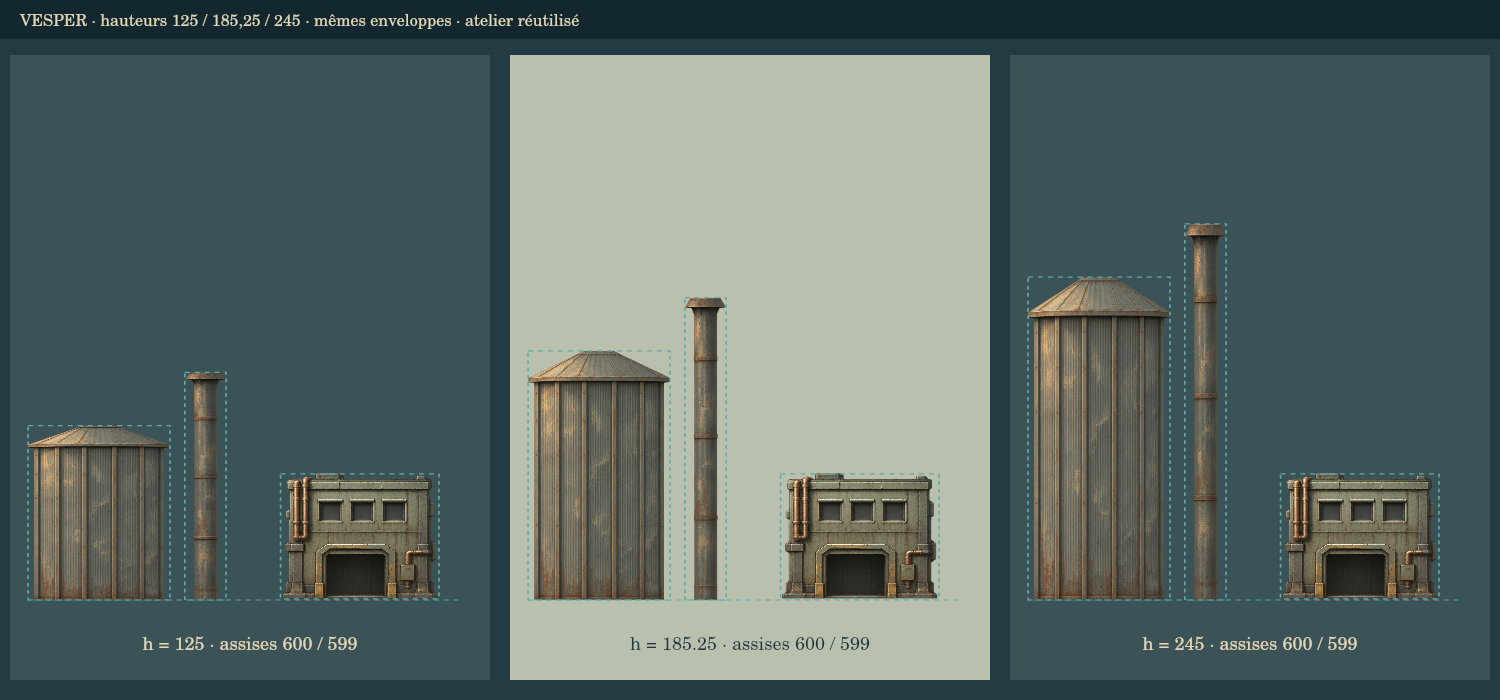 VESPER · hauteurs 125 / 185,25 / 245 · mêmes enveloppes · atelier réutilisé
h = 125 · assises 600 / 599
h = 185.25 · assises 600 / 599
h = 245 · assises 600 / 599